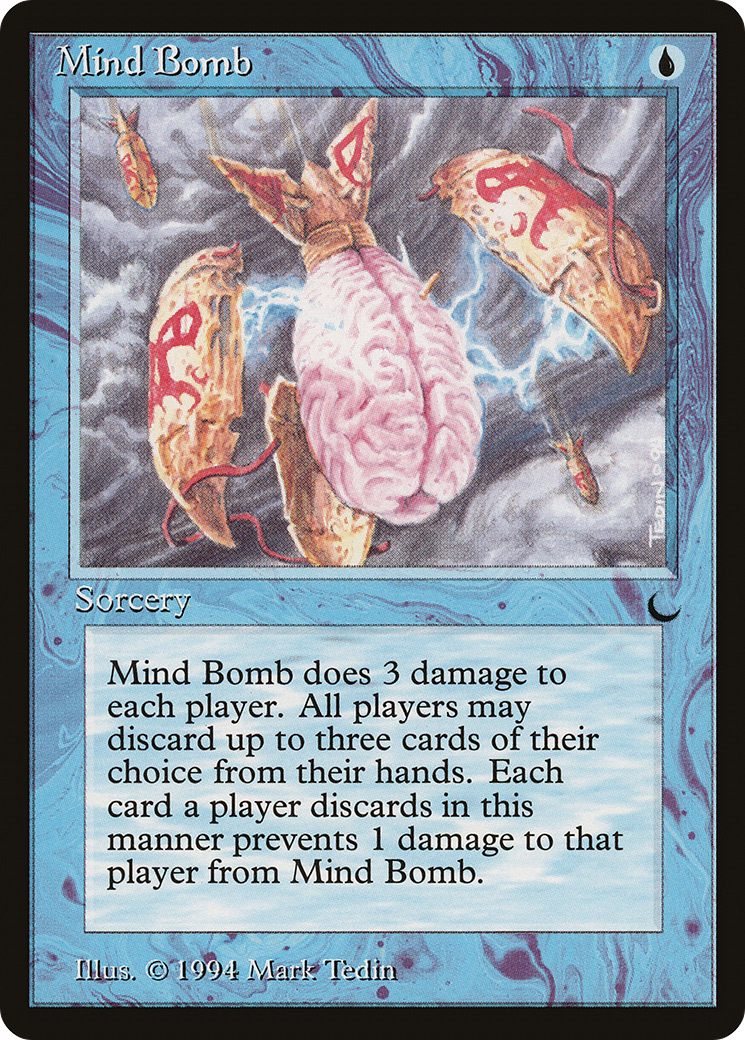 Mind Bomb
TEDIN 94
Sorcery
Mind Bomb does 3 damage to
each player. All players may
discard up to three cards of their
choice from their hands. Each
card a player discards in this
manner prevents 1 damage to that
player from Mind Bomb.
Illus. © 1994 Mark Tedin